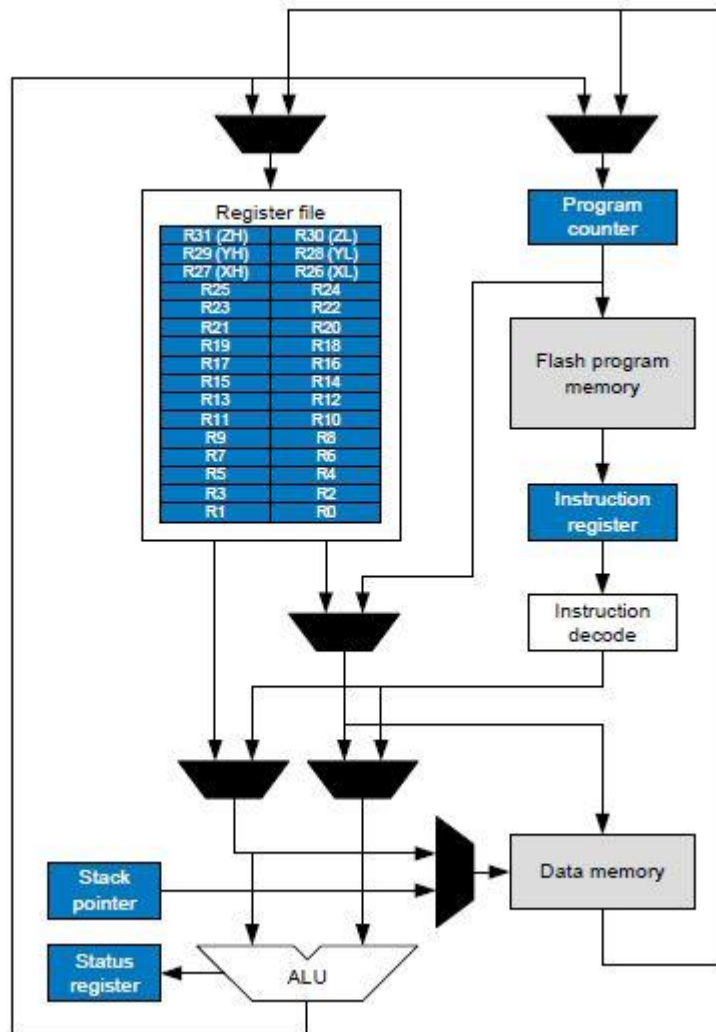 Register file
R31 (ZH) R30 (ZL)
R29 (YH) R28 (YL)
R27 (XH) R26 (XL)
R25 R24
R23 R22
R21 R20
R19 R18
R17 R16
R15 R14
R13 R12
R11 R10
R9 R8
R7 R6
R5 R4
R3 R2
R1 R0
Program
counter
Flash program
memory
Instruction
register
Instruction
decode
Stack
pointer
Data memory
Status
register
ALU